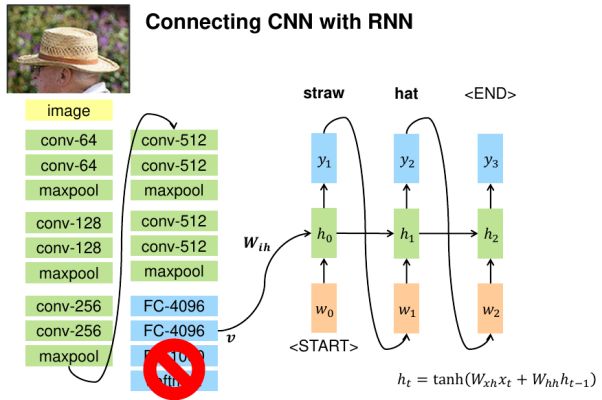 Connecting CNN with RNN
image
conv-64
conv-64
maxpool
conv-128
conv-128
maxpool
conv-256
conv-256
maxpool
conv-512
conv-512
maxpool
conv-512
conv-512
maxpool
FC-4096
FC-4096
v
W_{ih}
straw hat <END>
y_1 y_2 y_3
h_0 h_1 h_2
w_0 w_1 w_2
<START>
h_t = tanh(W_{xh}x_t + W_{hh}h_{t−1})